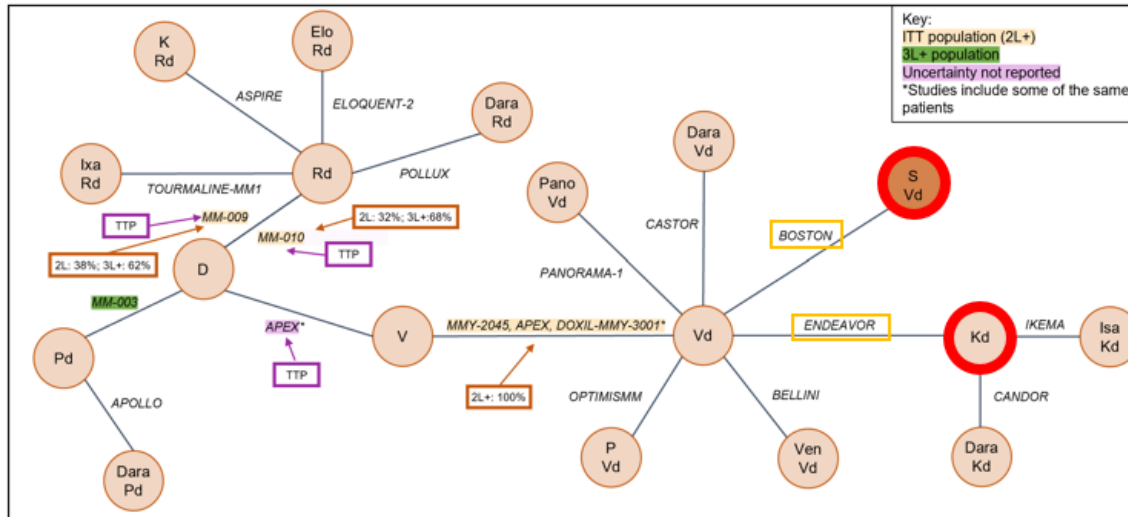 Key:
ITT population (2L+)
3L+ population
Uncertainty not reported
*Studies include some of the same
patients
K
Rd
Elo
Rd
ASPIRE
ELOQUENT-2
Dara
Rd
Ixa
Rd
Rd
TOURMALINE-MM1
POLLUX
TTP
MM-009
2L: 32%; 3L+:68%
MM-010
TTP
2L: 38%; 3L+: 62%
D
MM-003
APEX*
TTP
Pd
APOLLO
Dara
Pd
V
MMY-2045, APEX, DOXIL-MMY-3001*
2L+: 100%
Vd
Pano
Vd
PANORAMA-1
Dara
Vd
CASTOR
S
Vd
BOSTON
ENDEAVOR
Kd
IKEMA
Isa
Kd
CANDOR
Dara
Kd
OPTIMISMM
P
Vd
BELLINI
Ven
Vd